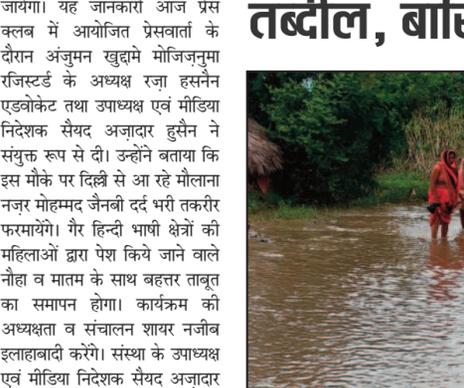 जायेगा। यह जानकारी आज प्रेस
क्लब में आयोजित प्रेसवार्ता के
दौरान अंजुमन खुद्दामे मोजिज़नुमा
रजिस्टर्ड के अध्यक्ष रज़ा हसनैन
एडवोकेट तथा उपाध्यक्ष एवं मीडिया
निदेशक सैयद अज़ादार हुसैन ने
संयुक्त रूप से दी। उन्होंने बताया कि
इस मौके पर दिल्ली से आ रहे मौलाना
नज़र मोहम्मद जैनबी दर्द भरी तकरीर
फरमायेंगे। गैर हिन्दी भाषी क्षेत्रों की
महिलाओं द्वारा पेश किये जाने वाले
नौहा व मातम के साथ बहत्तर ताबूत
का समापन होगा। कार्यक्रम की
अध्यक्षता व संचालन शायर नजीब
इलाहाबादी करेंगे। संस्था के उपाध्यक्ष
एवं मीडिया निदेशक सैयद अज़ादार
तब्दील,